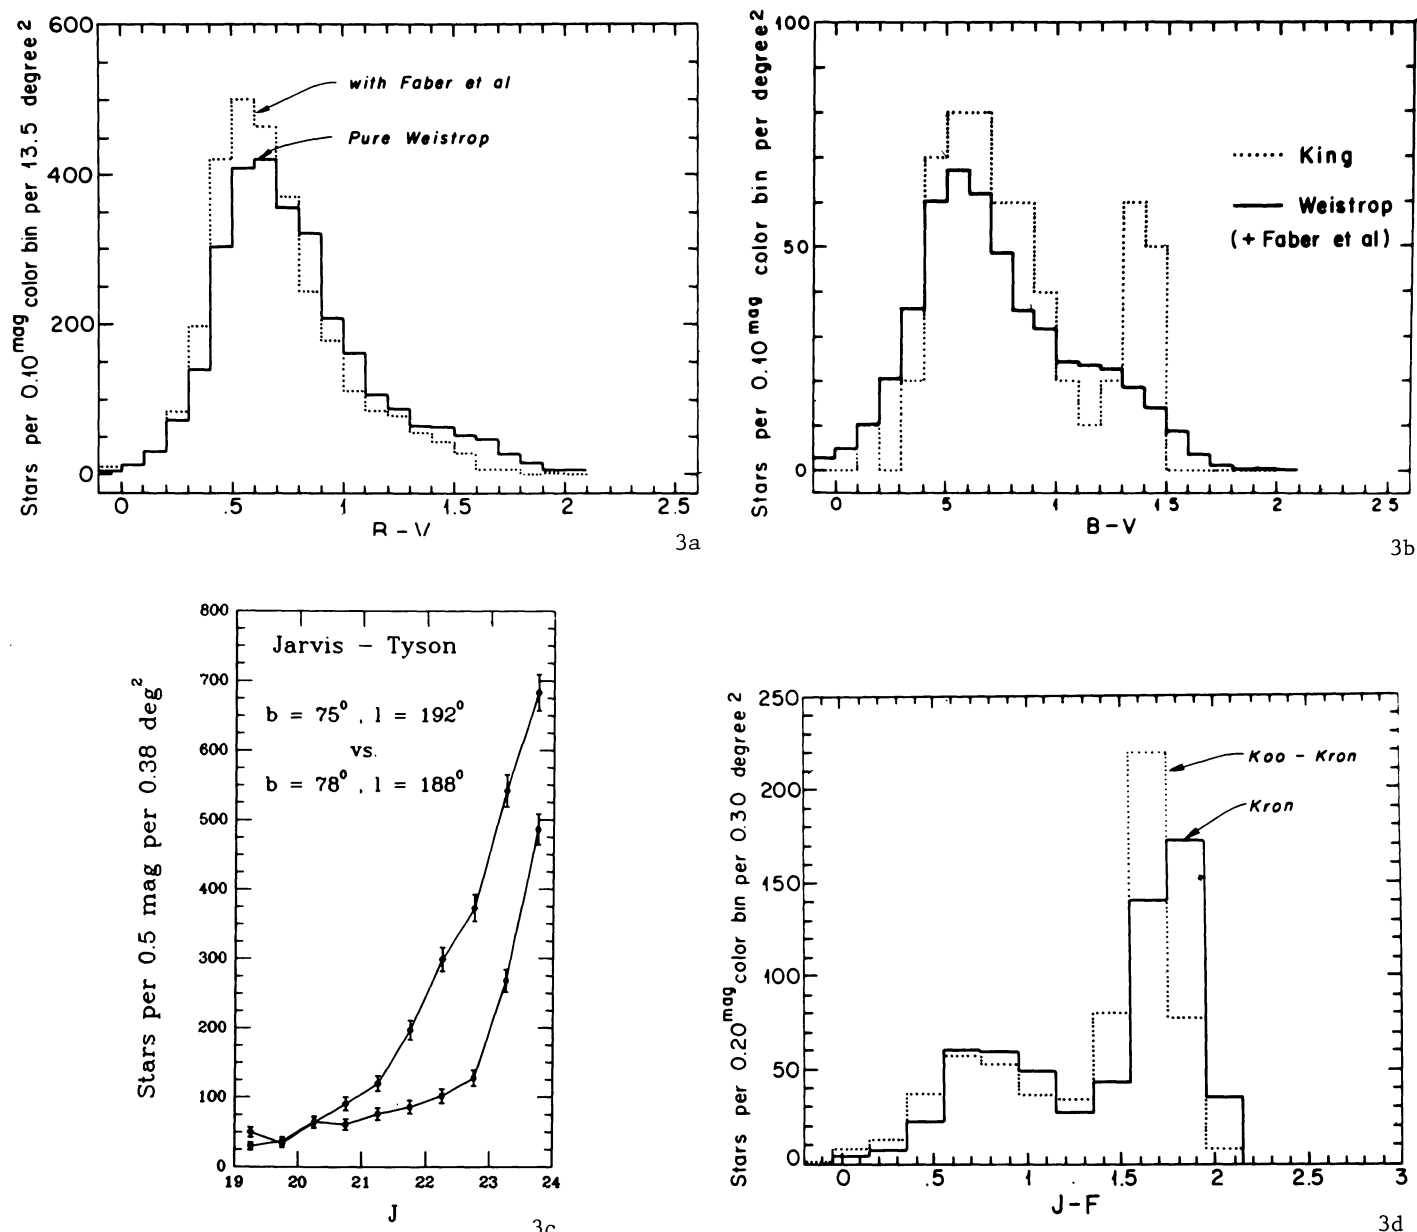 Stars per 0.10 mag color bin per 13.5 degree 2
600
400
200
0
with Faber et al
Pure Weistrop
0 .5 1 1.5 2 2.5
B - V
3a
Stars per 0.10 mag color bin per degree 2
100
50
0
King
Weistrop
(+ Faber et al)
0 5 1 1 5 2 2 5
B - V
3b
Stars per 0.5 mag per 0.38 deg2
800
700
600
500
400
300
200
100
0
Jarvis - Tyson
b = 75⁰ , l = 192⁰
vs.
b = 78⁰ , l = 188⁰
19 20 21 22 23 24
J
3c
Stars per 0.20 mag color bin per 0.30 degree 2
250
200
150
100
50
0
Koo - Kron
Kron
0 .5 1 1.5 2 2.5 3
J-F
3d